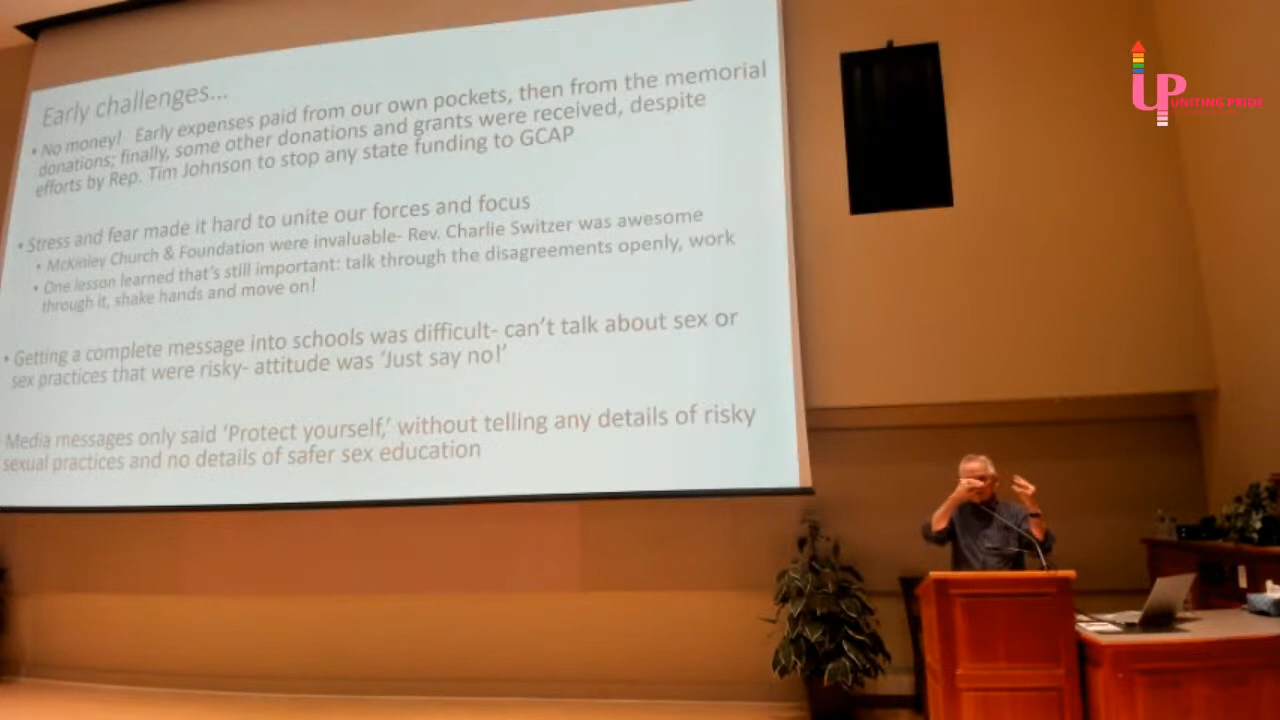 Early challenges...
• No money! Early expenses paid from our own pockets, then from the memorial
donations; finally, some other donations and grants were received, despite
efforts by Rep. Tim Johnson to stop any state funding to GCAP
• Stress and fear made it hard to unite our forces and focus
• McKinley Church & Foundation were invaluable- Rev. Charlie Switzer was awesome
• One lesson learned that's still important: talk through the disagreements openly, work
through it, shake hands and move on!
• Getting a complete message into schools was difficult- can't talk about sex or
sex practices that were risky- attitude was 'Just say no!'
Media messages only said 'Protect yourself,' without telling any details of risky
sexual practices and no details of safer sex education
UP
UNITING PRIDE